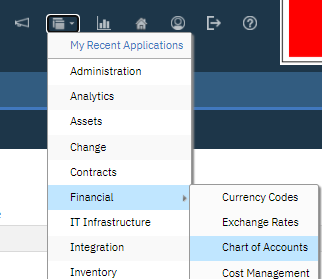 My Recent Applications
Administration
Analytics
Assets
Change
Contracts
Financial
Currency Codes
IT Infrastructure
Exchange Rates
Integration
Chart of Accounts
Inventory
Cost Management